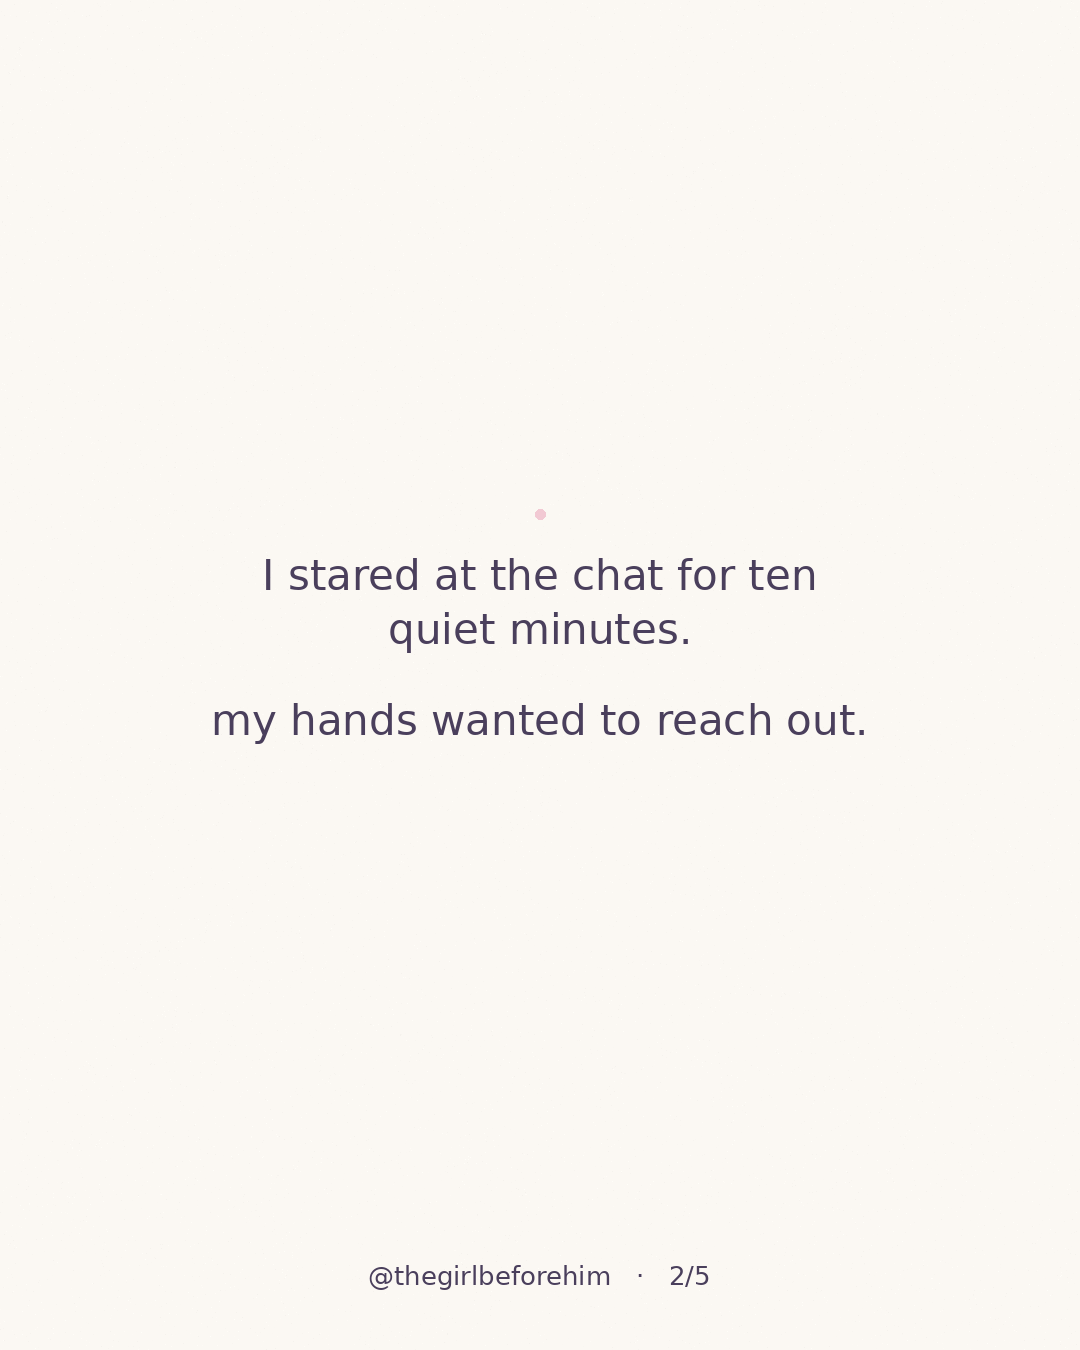 I stared at the chat for ten
quiet minutes.
my hands wanted to reach out.
@thegirlbeforehim · 2/5